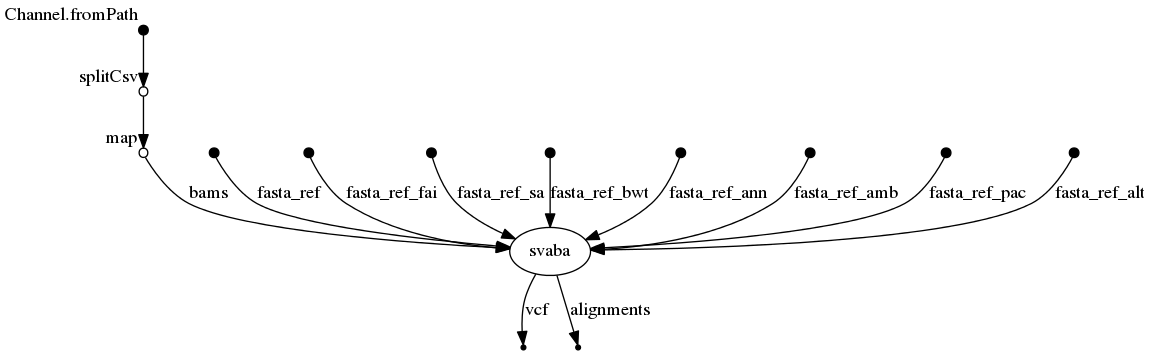 Channel.fromPath
splitCsv
map
bams
fasta_ref
fasta_ref_fai
fasta_ref_sa
fasta_ref_bwt
fasta_ref_ann
fasta_ref_amb
fasta_ref_pac
fasta_ref_alt
svaba
vcf
alignments